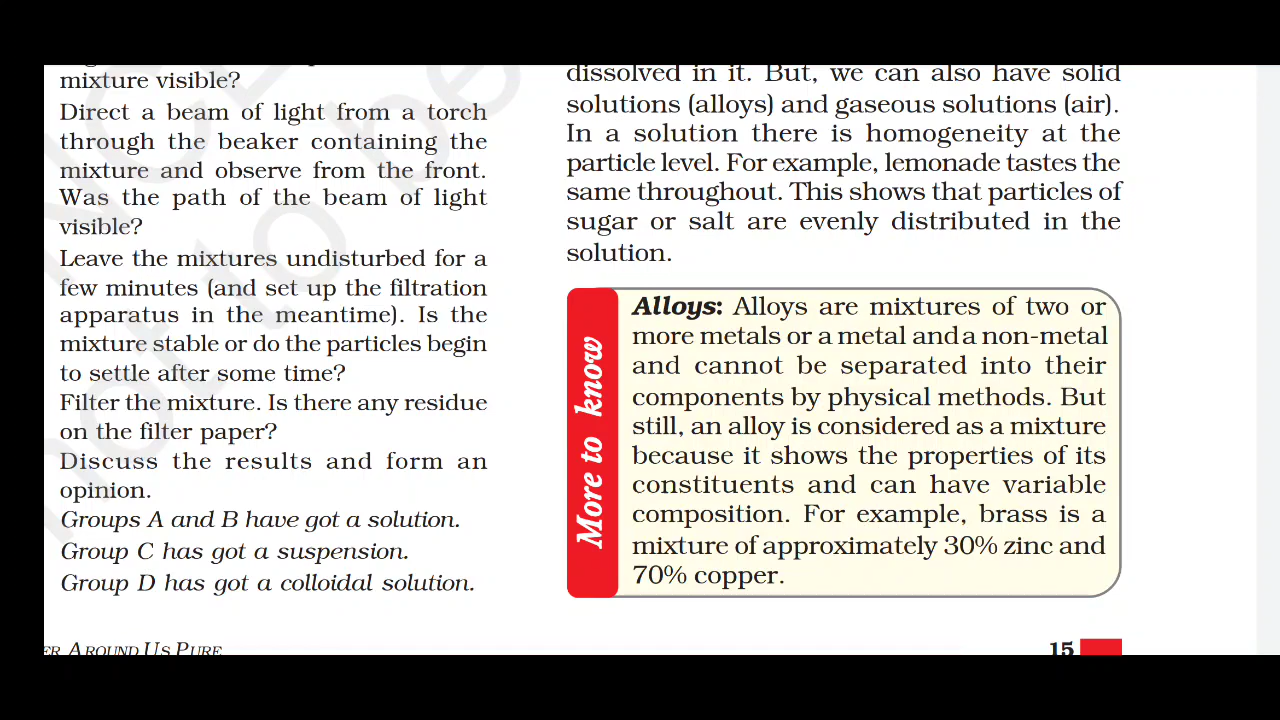 mixture visible?
Direct a beam of light from a torch
through the beaker containing the
mixture and observe from the front.
Was the path of the beam of light
visible?
Leave the mixtures undisturbed for a
few minutes (and set up the filtration
apparatus in the meantime). Is the
mixture stable or do the particles begin
to settle after some time?
Filter the mixture. Is there any residue
on the filter paper?
Discuss the results and form an
opinion.
Groups A and B have got a solution.
Group C has got a suspension.
Group D has got a colloidal solution.
dissolved in it. But, we can also have solid
solutions (alloys) and gaseous solutions (air).
In a solution there is homogeneity at the
particle level. For example, lemonade tastes the
same throughout. This shows that particles of
sugar or salt are evenly distributed in the
solution.
More to know
Alloys: Alloys are mixtures of two or
more metals or a metal and a non-metal
and cannot be separated into their
components by physical methods. But
still, an alloy is considered as a mixture
because it shows the properties of its
constituents and can have variable
composition. For example, brass is a
mixture of approximately 30% zinc and
70% copper.
ER AROUND US PURE
15
not to be